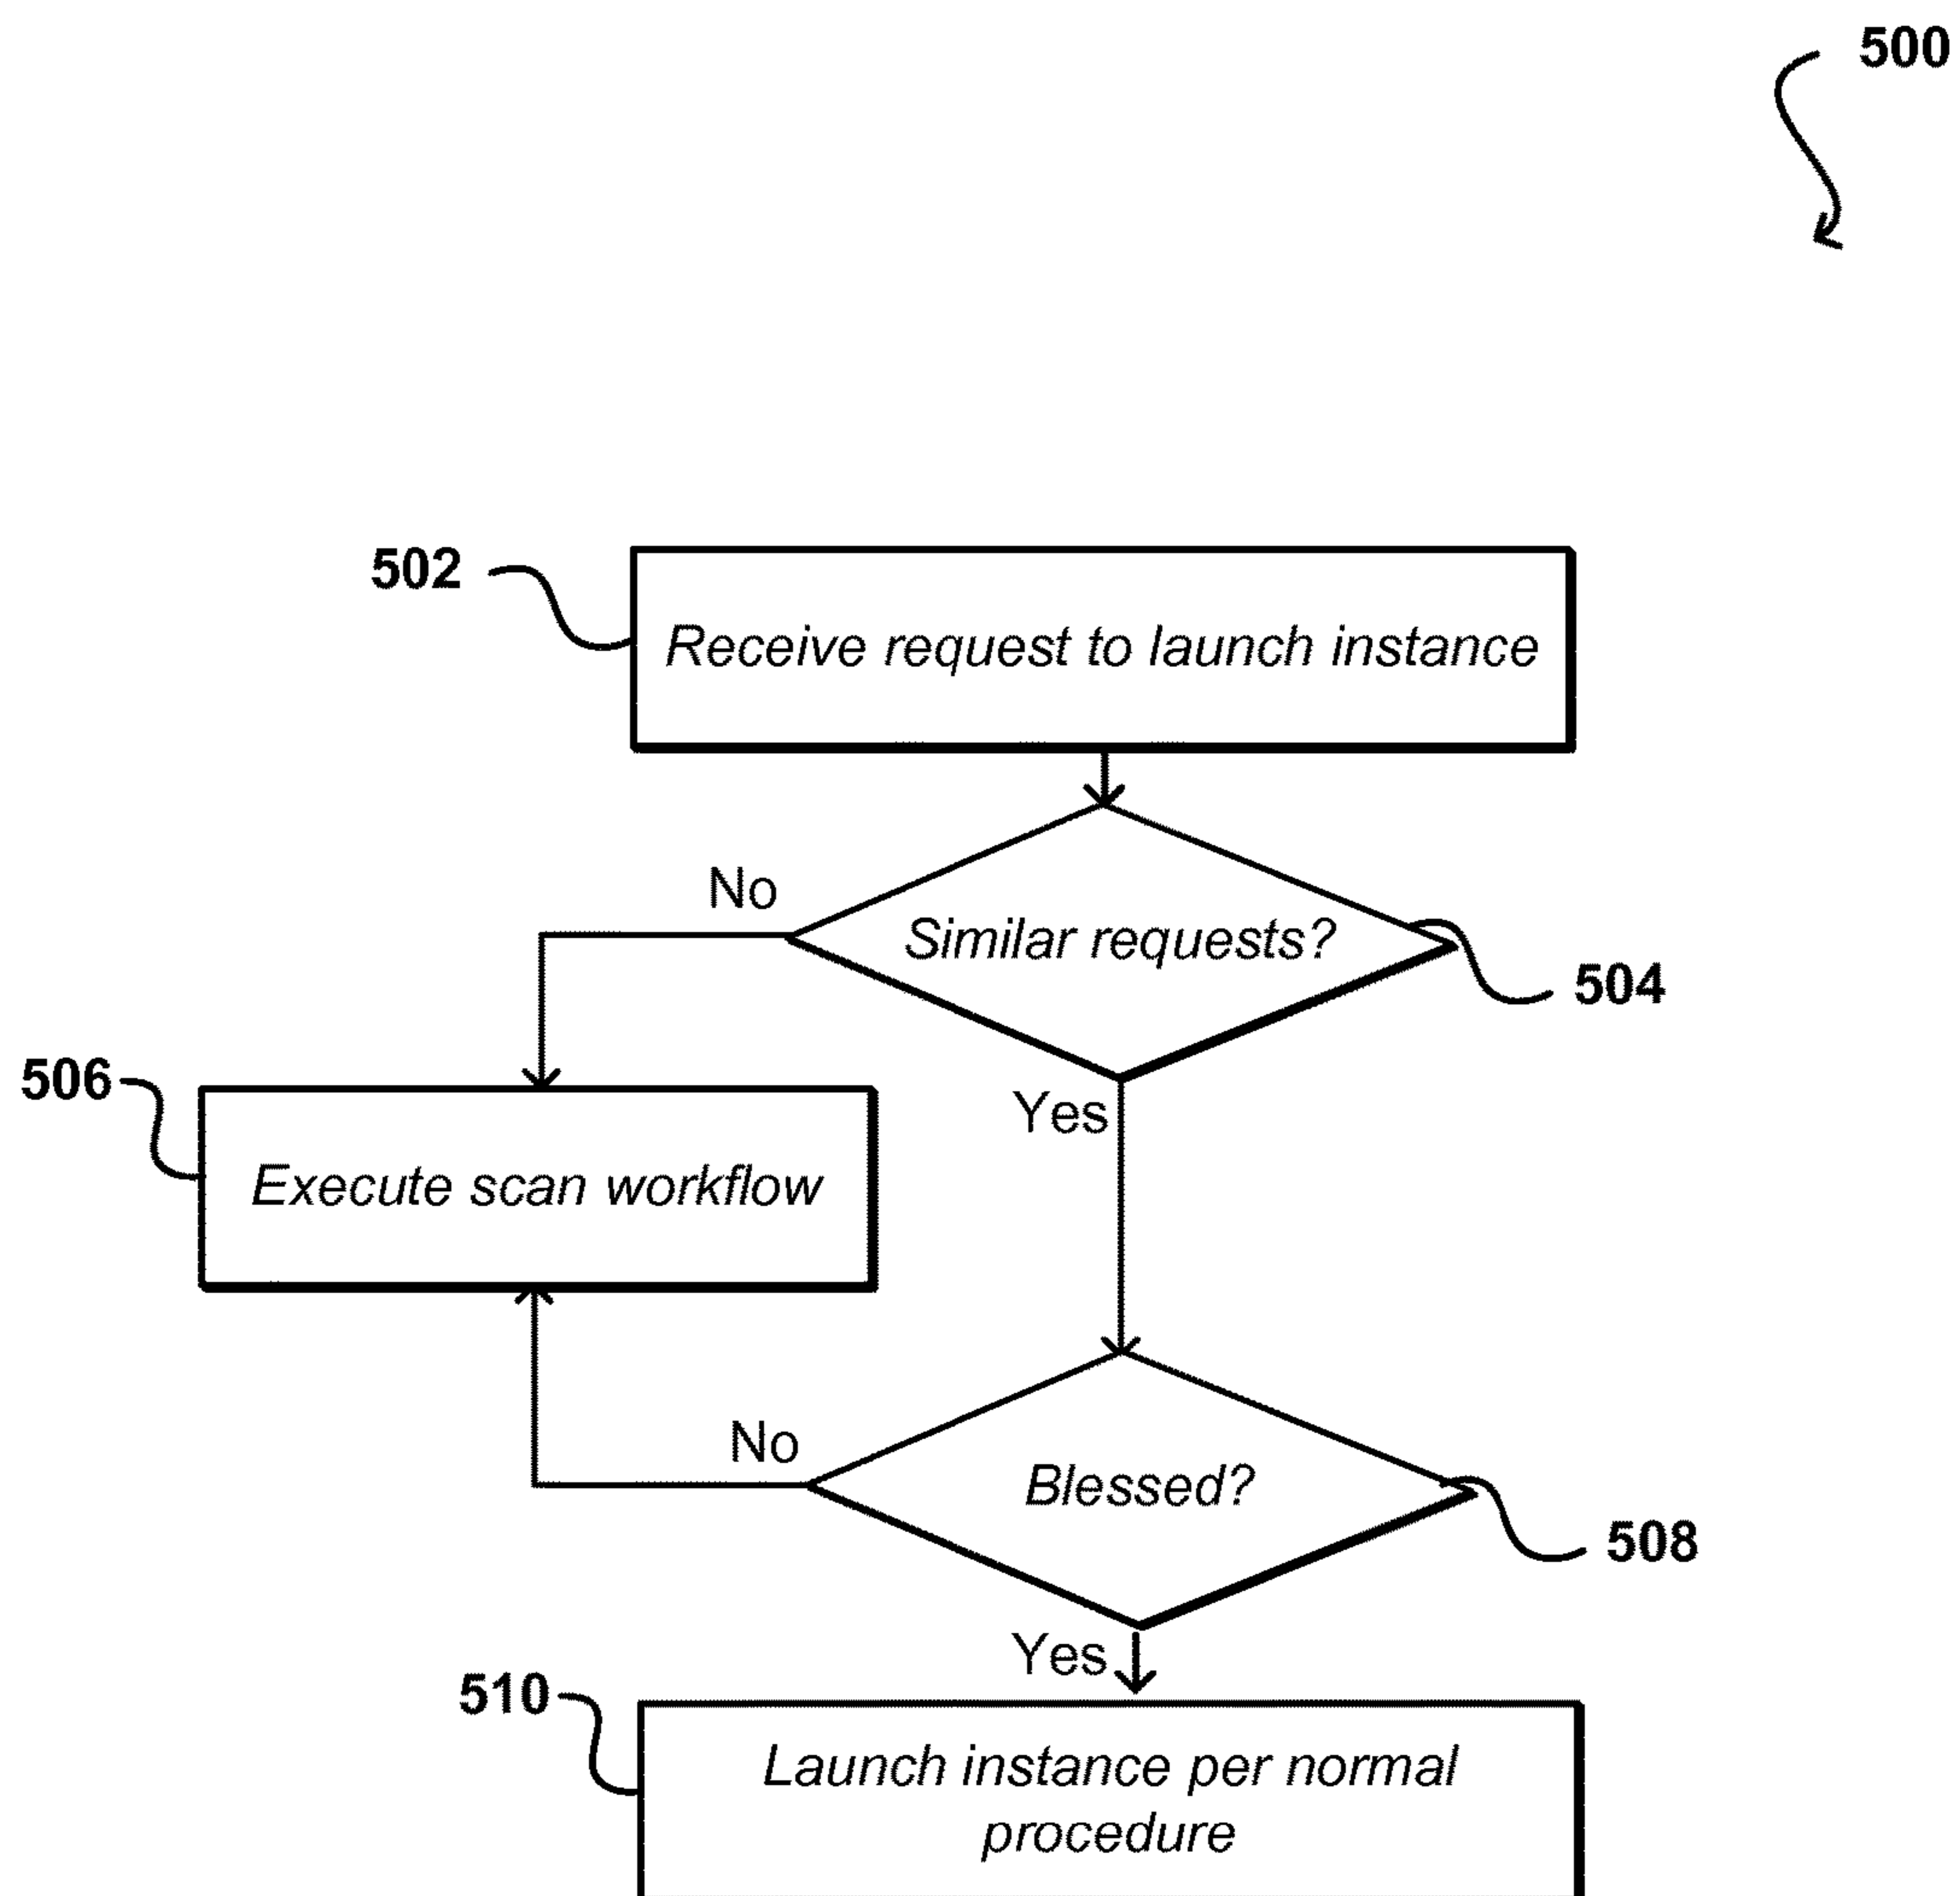 500
502
Receive request to launch instance
No
Similar requests?
504
506
Yes
Execute scan workflow
No
Blessed?
508
Yes
510
Launch instance per normal
procedure